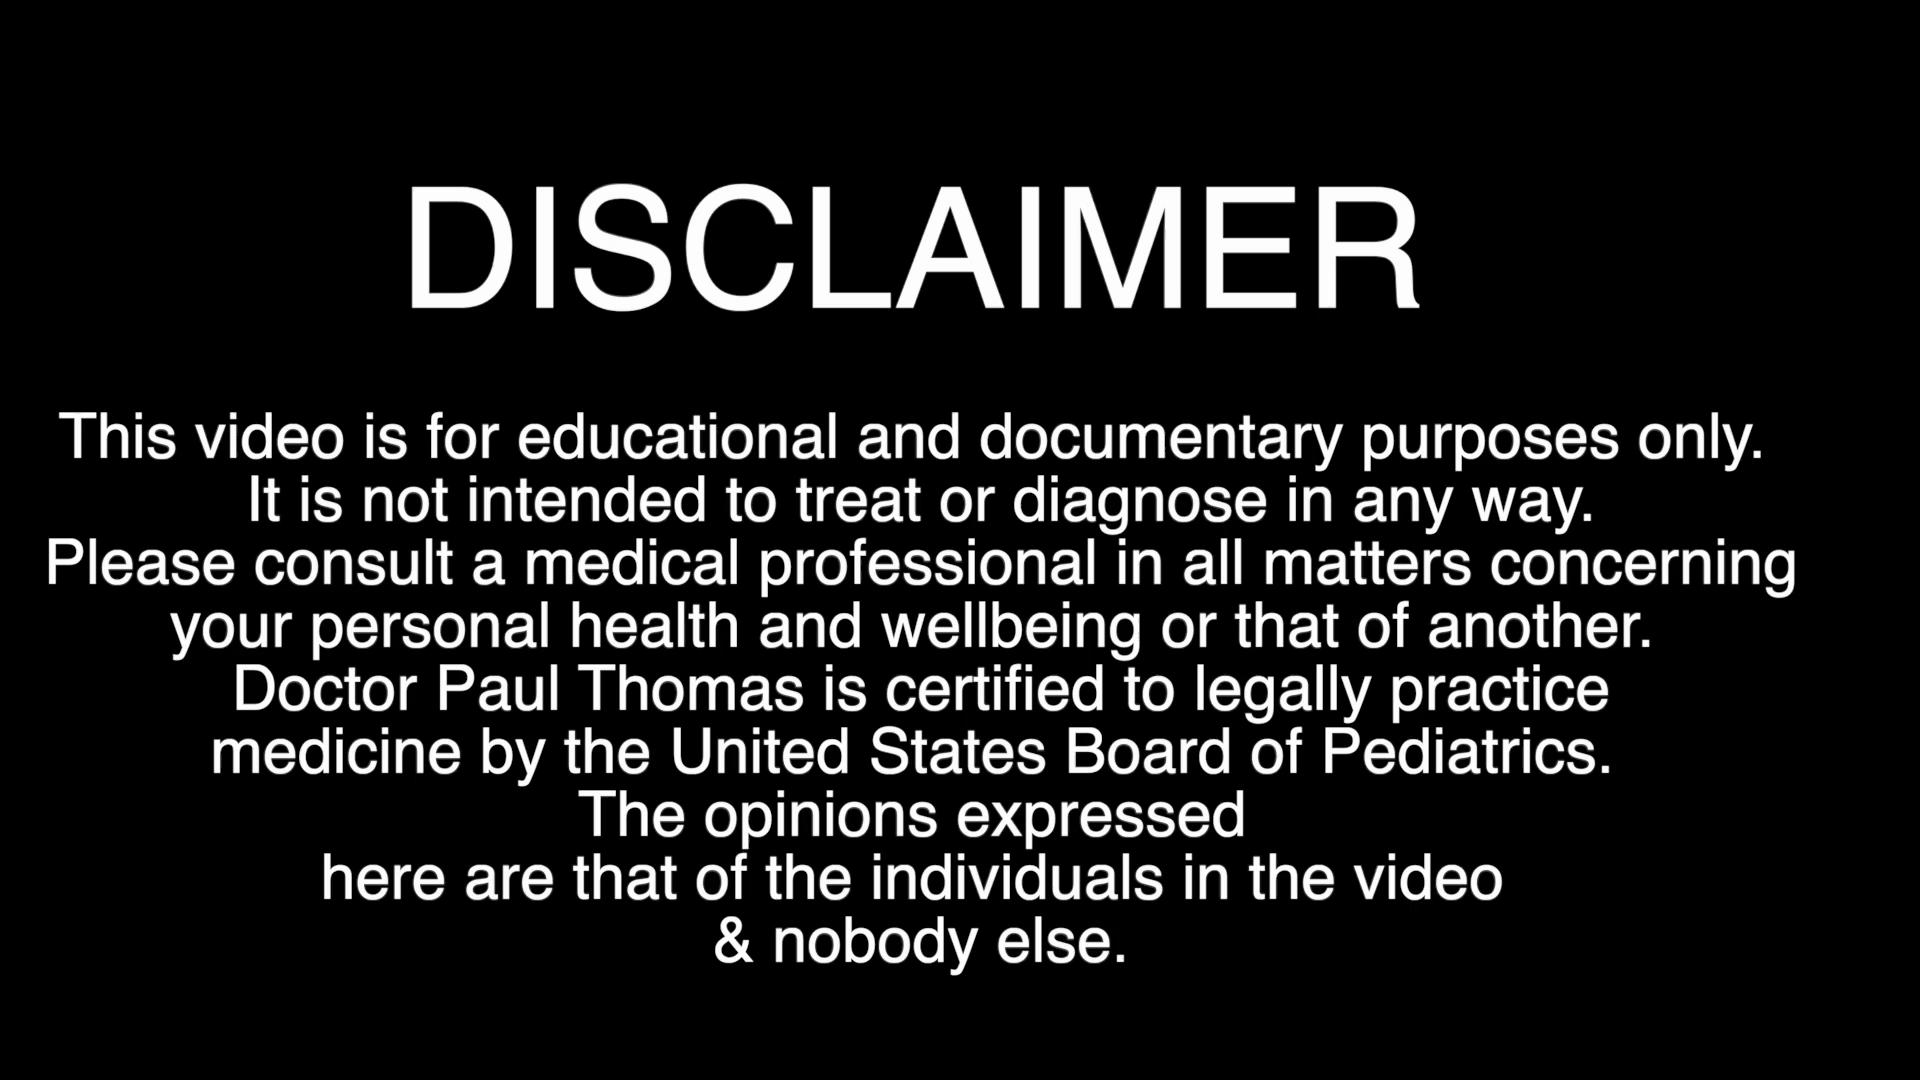 DISCLAIMER
This video is for educational and documentary purposes only.
It is not intended to treat or diagnose in any way.
Please consult a medical professional in all matters concerning
your personal health and wellbeing or that of another.
Doctor Paul Thomas is certified to legally practice
medicine by the United States Board of Pediatrics.
The opinions expressed
here are that of the individuals in the video
& nobody else.